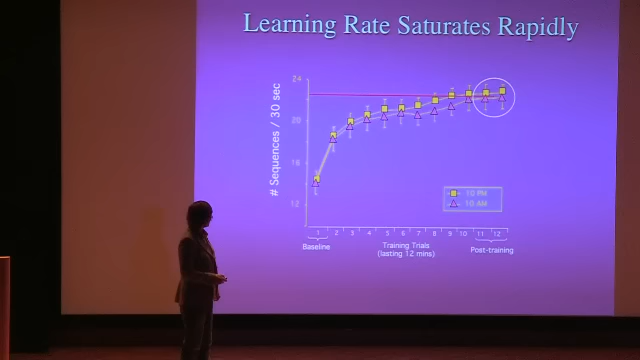 Learning Rate Saturates Rapidly
24
20
16
12
# Sequences / 30 sec
10 PM
10 AM
1 2 3 4 5 6 7 8 9 10 11 12
Baseline
Training Trials
(lasting 12 mins)
Post-training